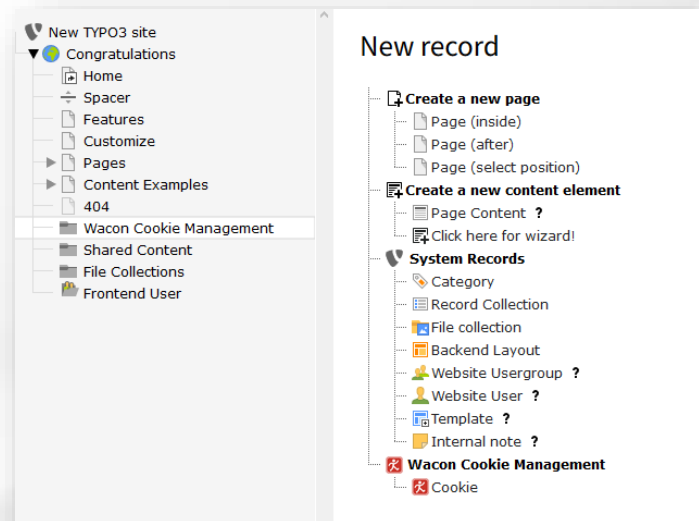 New TYPO3 site
Congratulations
Home
Spacer
Features
Customize
Pages
Content Examples
404
Wacon Cookie Management
Shared Content
File Collections
Frontend User
New record
Create a new page
Page (inside)
Page (after)
Page (select position)
Create a new content element
Page Content ?
Click here for wizard!
System Records
Category
Record Collection
File collection
Backend Layout
Website Usergroup ?
Website User ?
Template ?
Internal note ?
Wacon Cookie Management
Cookie